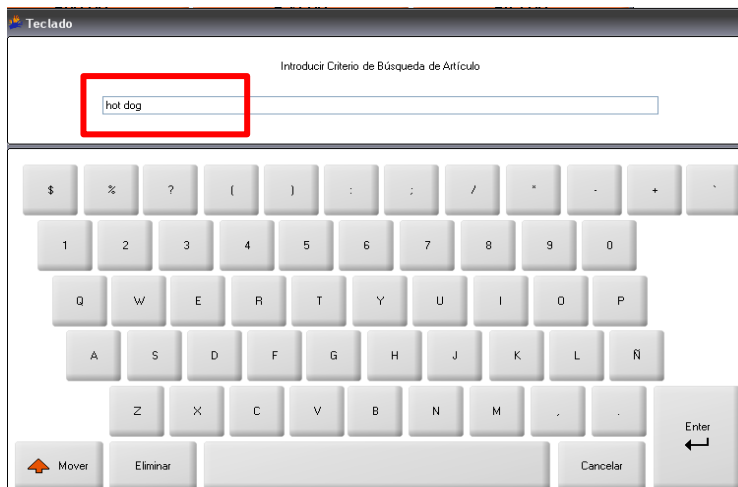 Teclado
Introducir Criterio de Búsqueda de Artículo
hot dog
$ % ? ( ) : ; / * - + `
1 2 3 4 5 6 7 8 9 0
Q W E R T Y U I O P
A S D F G H J K L Ñ
Z X C V B N M , .
Enter
Mover Eliminar Cancelar